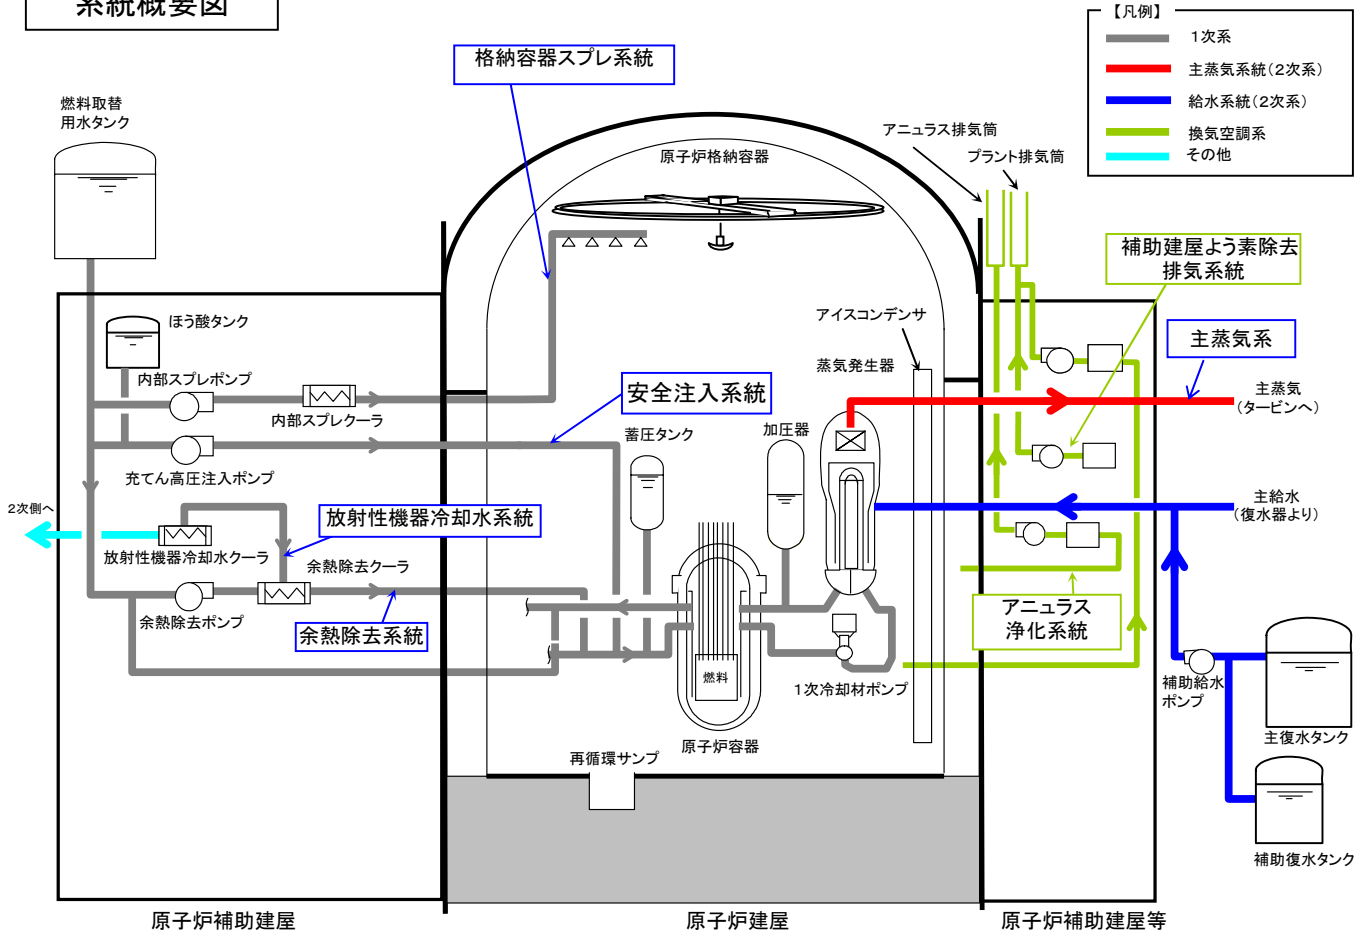 系統概要図
【凡例】
１次系
主蒸気系統（２次系）
給水系統（２次系）
換気空調系
その他
格納容器スプレ系統
燃料取替
用水タンク
アニュラス排気筒
プラント排気筒
原子炉格納容器
補助建屋よう素除去
排気系統
ほう酸タンク
アイスコンデンサ
主蒸気系
内部スプレポンプ
内部スプレクーラ
安全注入系統
蒸気発生器
主蒸気
（タービンへ）
蓄圧タンク
加圧器
充てん高圧注入ポンプ
２次側へ
放射性機器冷却水系統
主給水
（復水器より）
放射性機器冷却水クーラ
余熱除去クーラ
余熱除去ポンプ
余熱除去系統
アニュラス
浄化系統
燃料
１次冷却材ポンプ
補助給水
ポンプ
原子炉容器
主復水タンク
再循環サンプ
補助復水タンク
原子炉補助建屋
原子炉建屋
原子炉補助建屋等